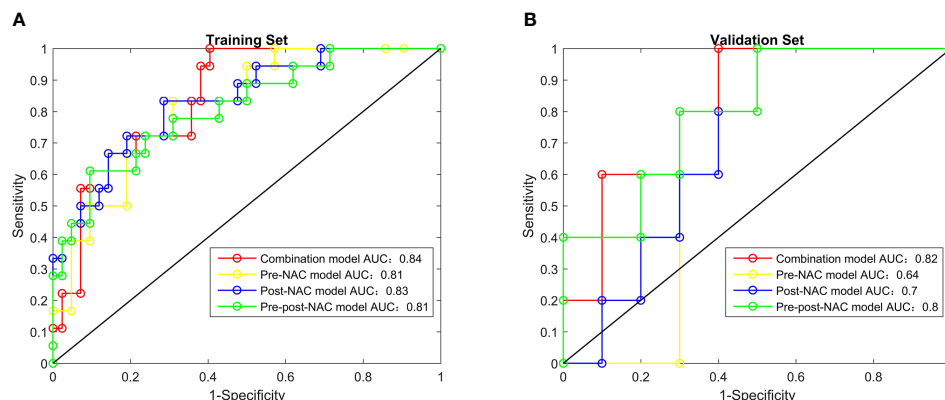 A
Training Set
1
0.9
0.8
0.7
0.6
0.5
0.4
0.3
0.2
0.1
0
Sensitivity
Combination model AUC：0.84
Pre-NAC model AUC：0.81
Post-NAC model AUC：0.83
Pre-post-NAC model AUC：0.81
0 0.2 0.4 0.6 0.8 1
1-Specificity
B
Validation Set
1
0.9
0.8
0.7
0.6
0.5
0.4
0.3
0.2
0.1
0
Sensitivity
Combination model AUC：0.82
Pre-NAC model AUC：0.64
Post-NAC model AUC：0.7
Pre-post-NAC model AUC：0.8
0 0.2 0.4 0.6 0.8
1-Specificity